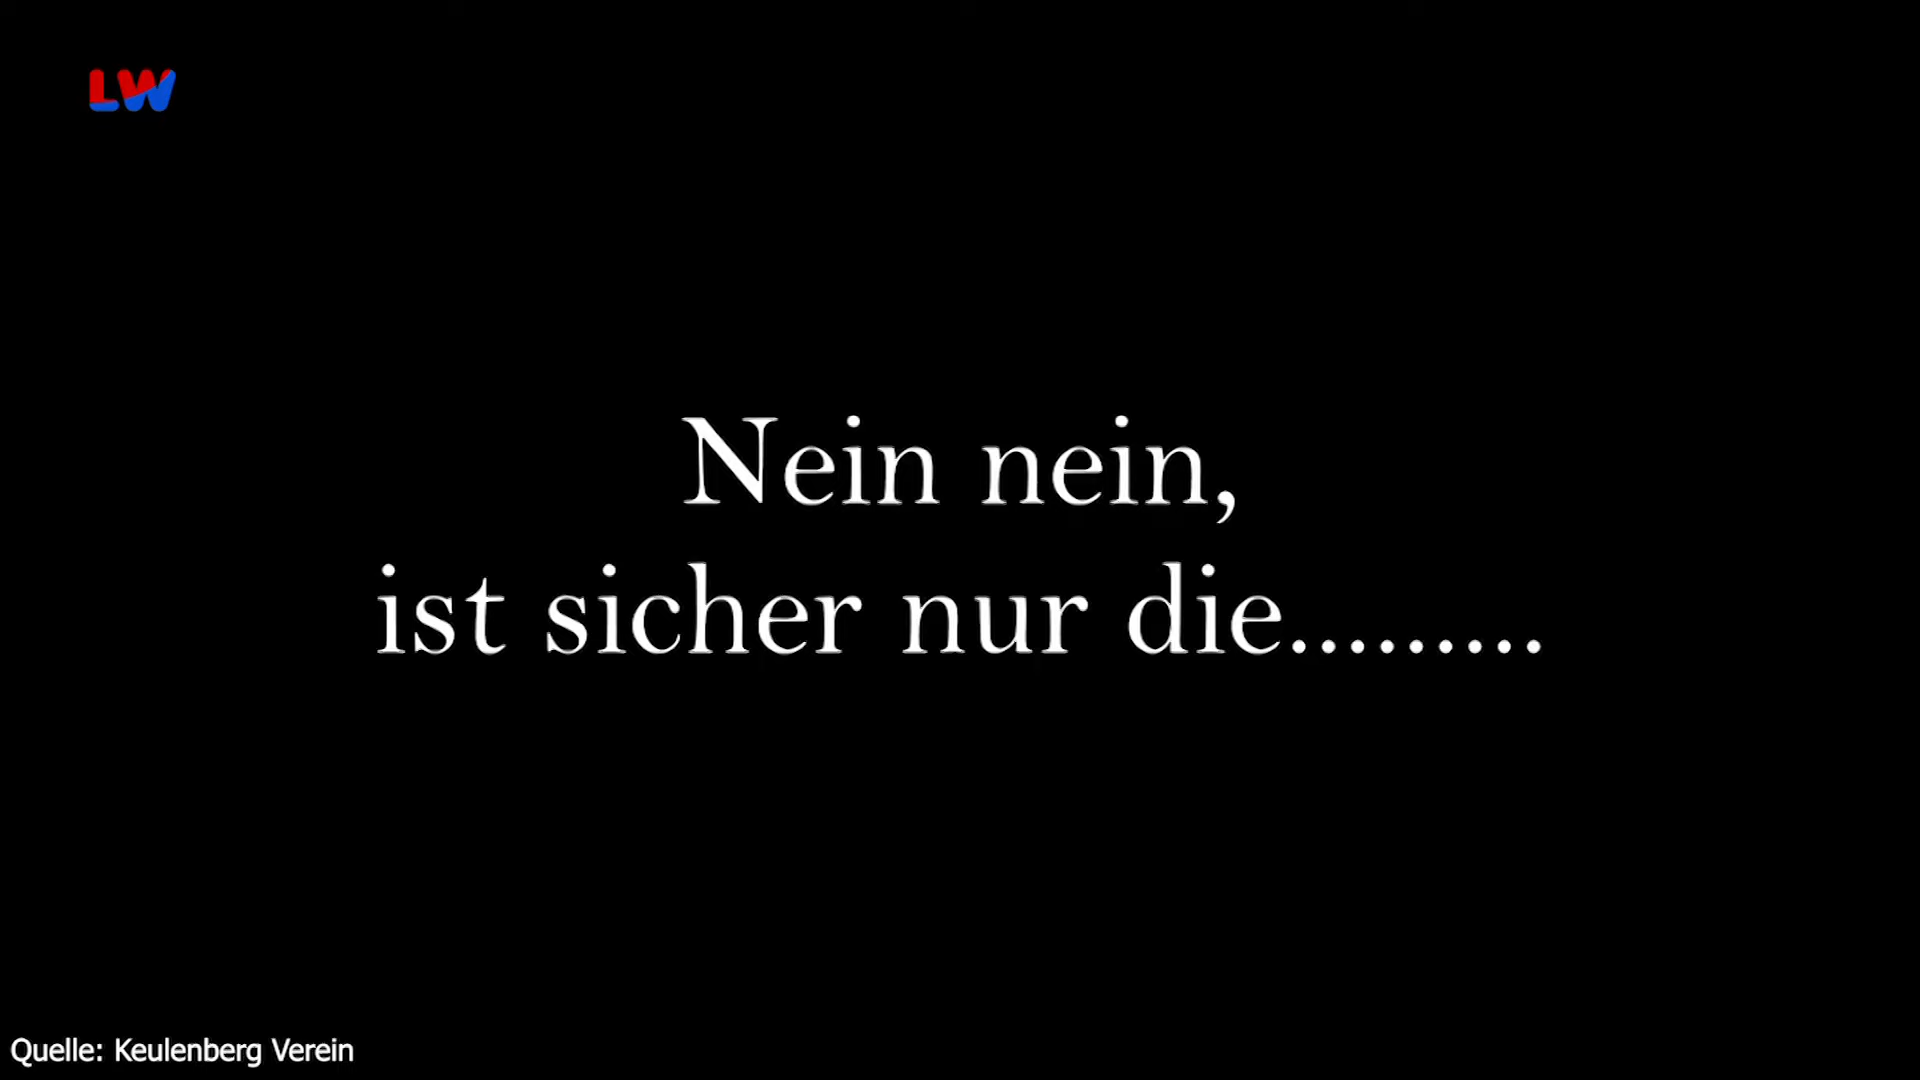 LW
Nein nein,
ist sicher nur die.........
Quelle: Keulenberg Verein